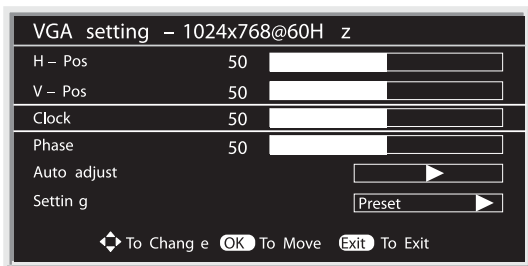 VGA setting – 1024x768@60H z
H – Pos 50
V – Pos 50
Clock 50
Phase 50
Auto adjust
Settin g Preset
To Chang e OK To Move Exit To Exit